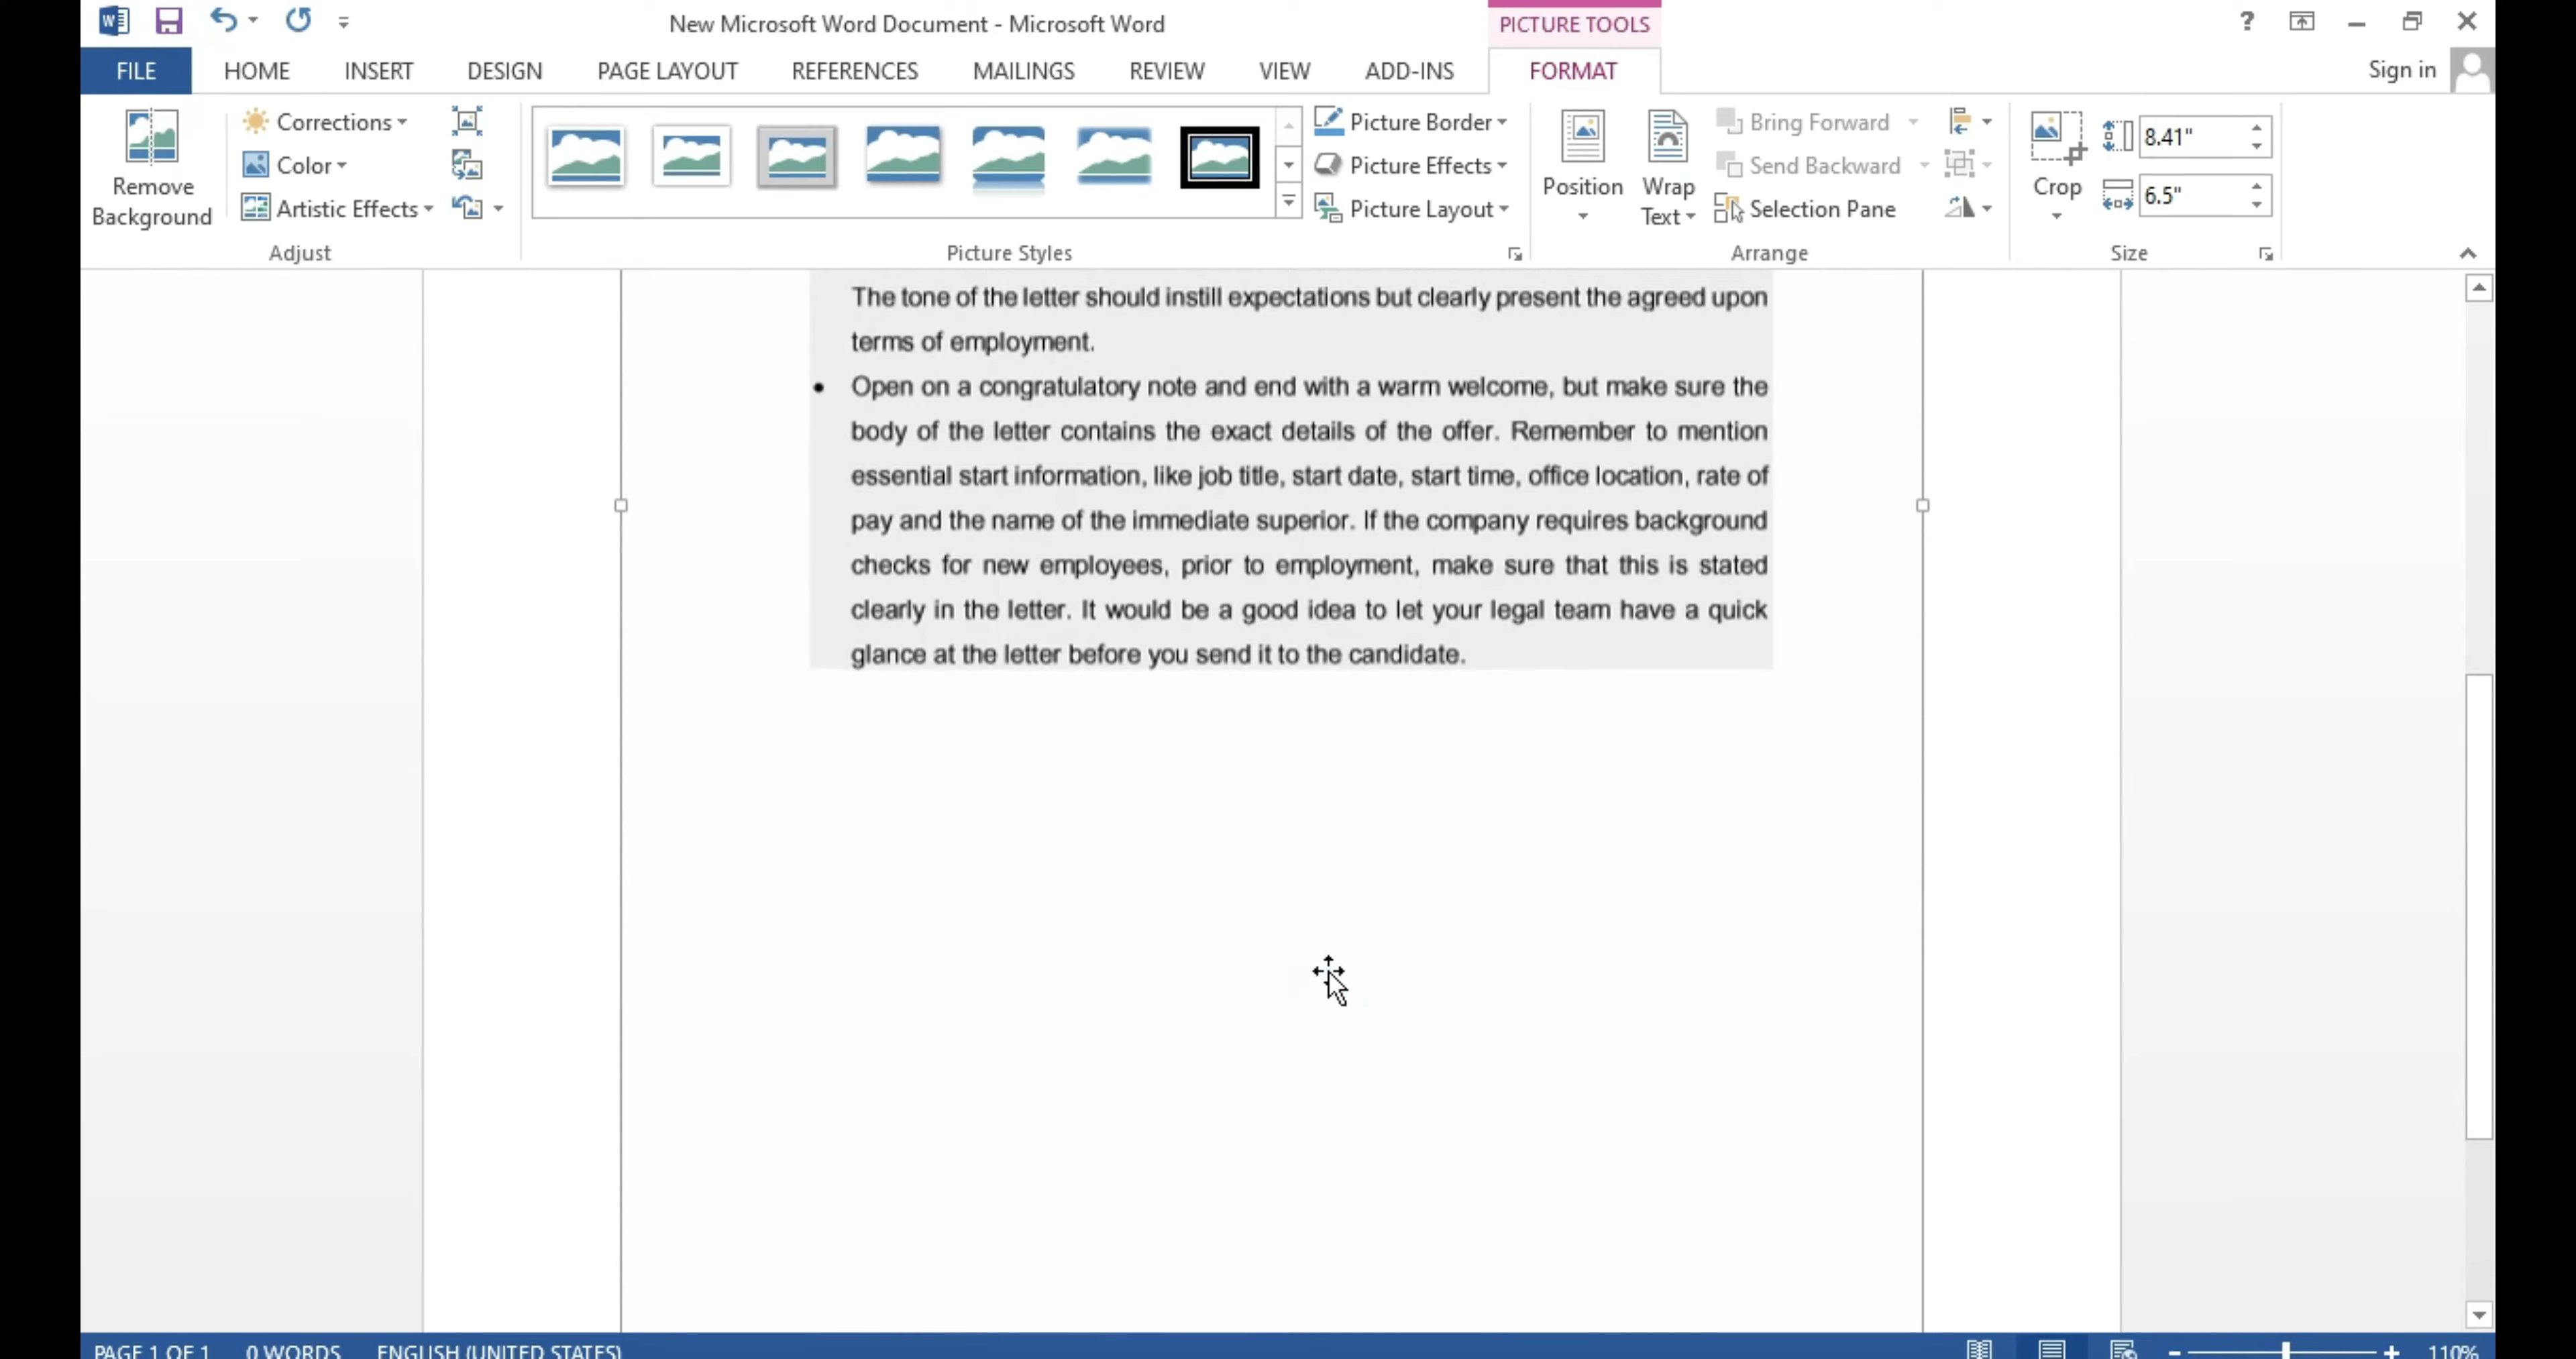 New Microsoft Word Document - Microsoft Word
PICTURE TOOLS
?
FILE HOME INSERT DESIGN PAGE LAYOUT REFERENCES MAILINGS REVIEW VIEW ADD-INS FORMAT Sign in
Remove Background
Corrections
Color
Artistic Effects
Adjust
Picture Styles
Picture Border
Picture Effects
Picture Layout
Position
Wrap Text
Bring Forward
Send Backward
Selection Pane
Arrange
Crop
8.41"
6.5"
Size
The tone of the letter should instill expectations but clearly present the agreed upon
terms of employment.
• Open on a congratulatory note and end with a warm welcome, but make sure the
body of the letter contains the exact details of the offer. Remember to mention
essential start information, like job title, start date, start time, office location, rate of
pay and the name of the immediate superior. If the company requires background
checks for new employees, prior to employment, make sure that this is stated
clearly in the letter. It would be a good idea to let your legal team have a quick
glance at the letter before you send it to the candidate.
PAGE 1 OF 1 0 WORDS ENGLISH (UNITED STATES) 110%